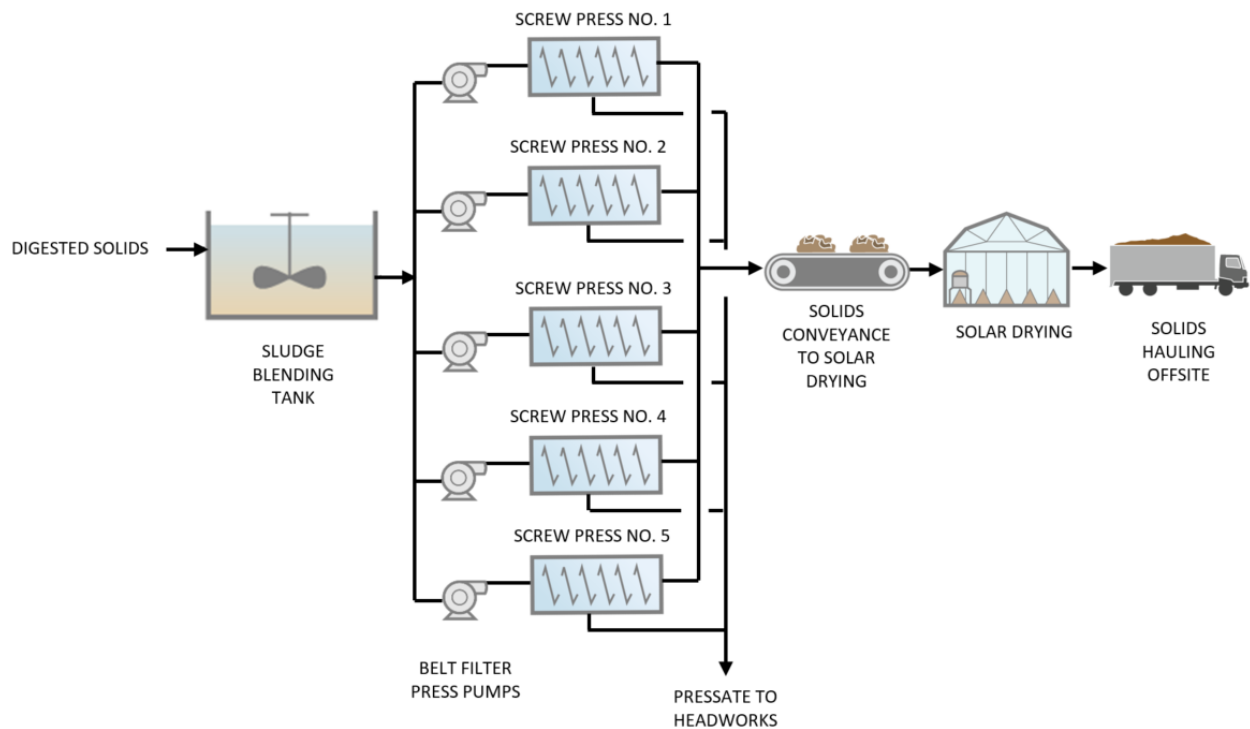 SCREW PRESS NO. 1
SCREW PRESS NO. 2
DIGESTED SOLIDS
SCREW PRESS NO. 3
SLUDGE
BLENDING
TANK
SOLIDS
CONVEYANCE
TO SOLAR
DRYING
SOLAR DRYING
SOLIDS
HAULING
OFFSITE
SCREW PRESS NO. 4
SCREW PRESS NO. 5
BELT FILTER
PRESS PUMPS
PRESSATE TO
HEADWORKS